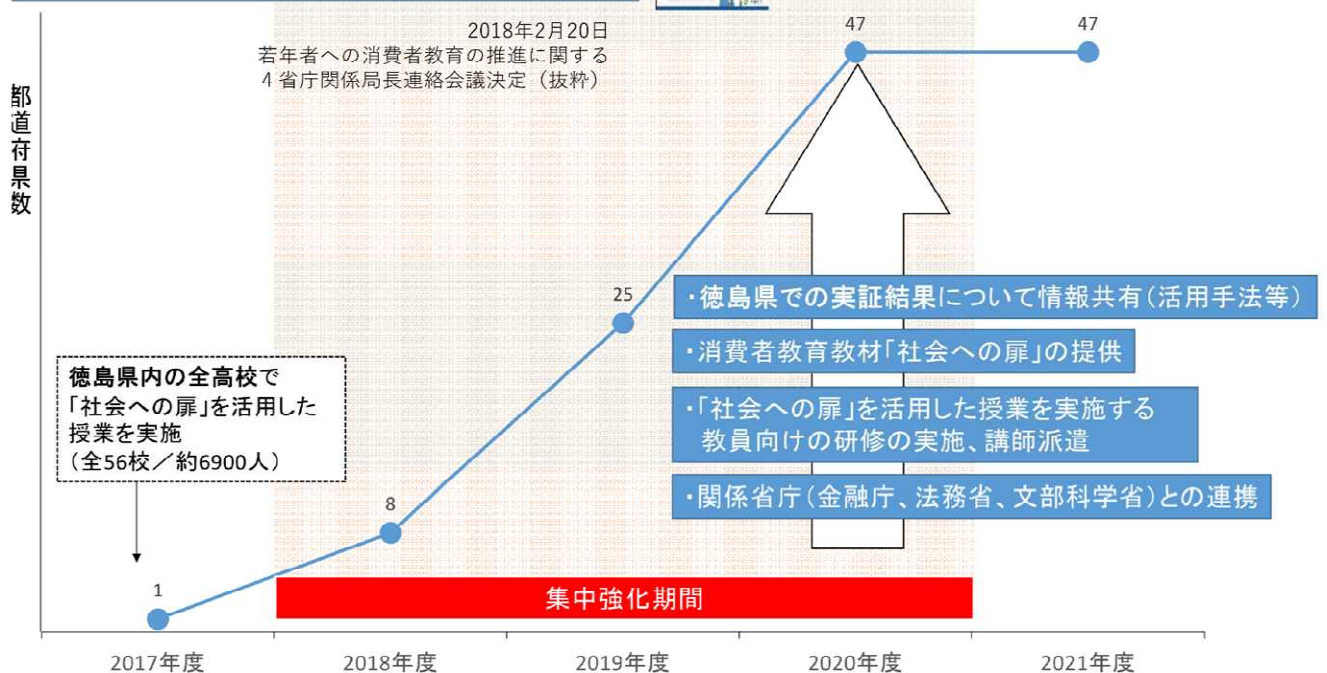 2018年2月20日
若年者への消費者教育の推進に関する
4省庁関係局長連絡会議決定（抜粋）
都道府県数
47
47
25
8
1
徳島県内の全高校で
「社会への扉」を活用した
授業を実施
（全56校／約6900人）
・徳島県での実証結果について情報共有（活用手法等）
・消費者教育教材「社会への扉」の提供
・「社会への扉」を活用した授業を実施する
教員向けの研修の実施、講師派遣
・関係省庁（金融庁、法務省、文部科学省）との連携
集中強化期間
2017年度
2018年度
2019年度
2020年度
2021年度